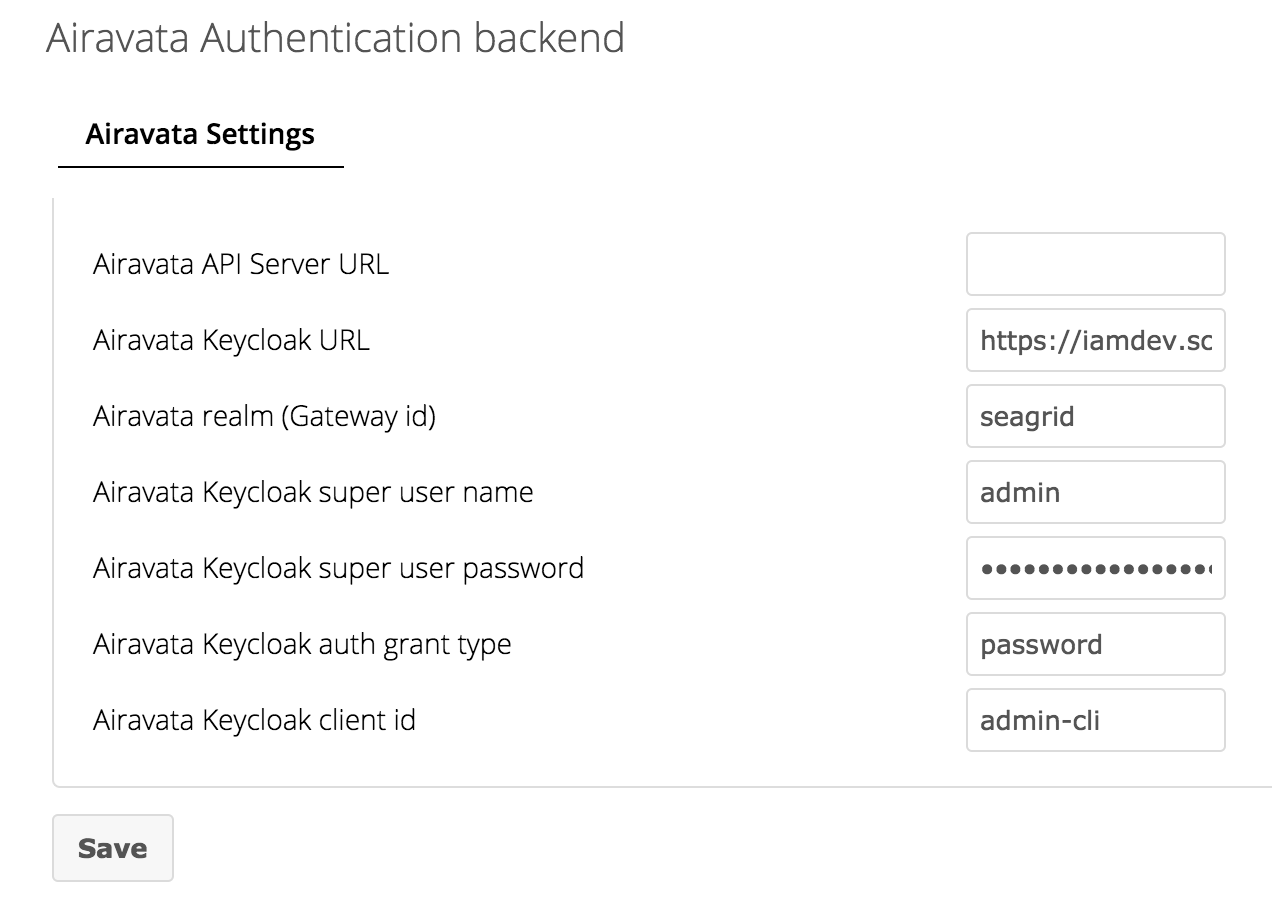 Airavata Authentication backend
Airavata Settings
Airavata API Server URL
Airavata Keycloak URL https://iamdev.sc
Airavata realm (Gateway id) seagrid
Airavata Keycloak super user name admin
Airavata Keycloak super user password ••••••••••••••••••
Airavata Keycloak auth grant type password
Airavata Keycloak client id admin-cli
Save